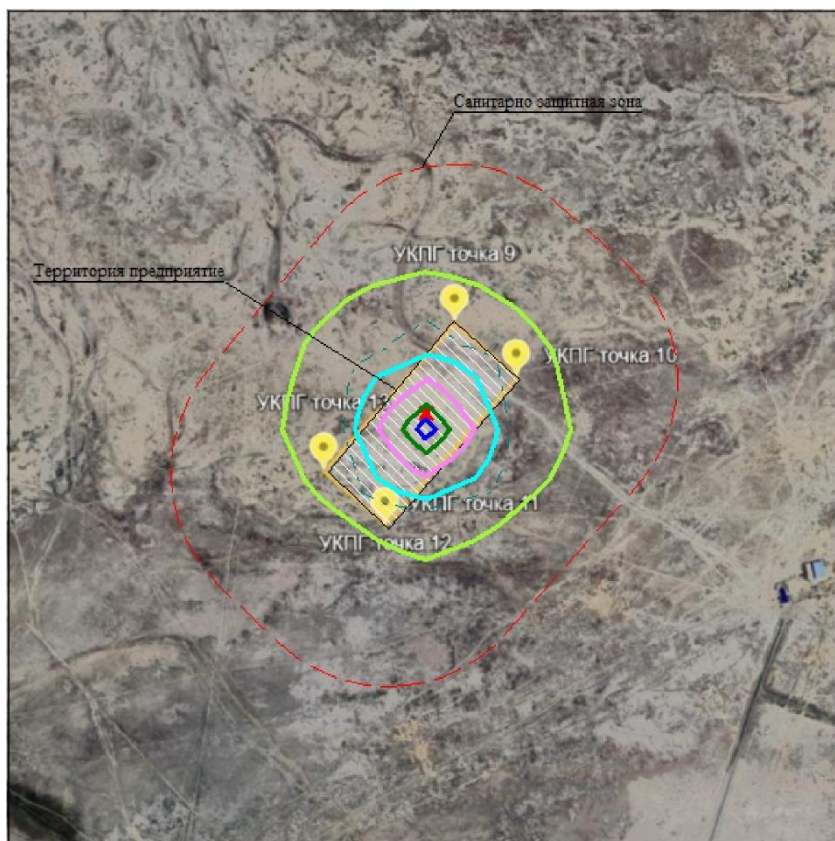 Санитарно защитная зона
УКПГ точка 9
Территория предприятие
УКПГ точка 10
УКПГ точка 13
УКПГ точка 11
УКПГ точка 12